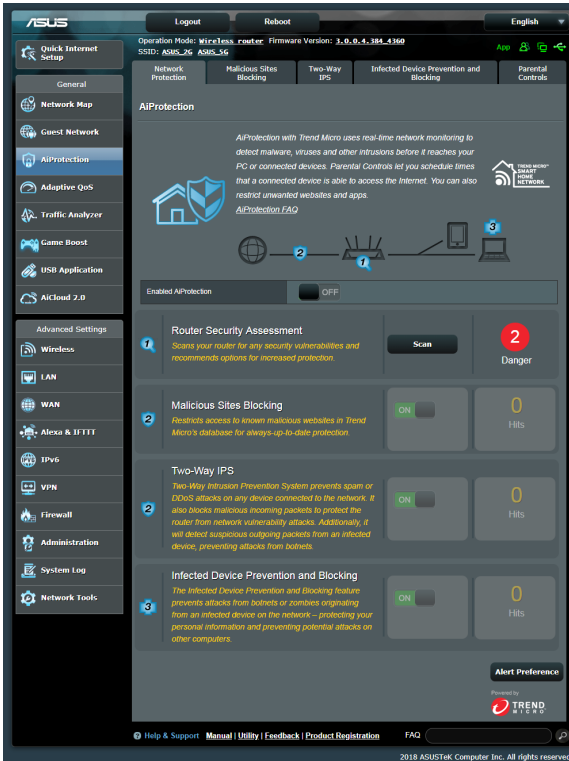 ASUS
Logout
Reboot
English
Quick Internet
Setup
Operation Mode: Wireless router Firmware Version: 3.0.0.4.384_4360
SSID: ASUS_2G ASUS_5G
App
General
Network Map
Guest Network
AiProtection
Adaptive QoS
Traffic Analyzer
Game Boost
USB Application
AiCloud 2.0
Advanced Settings
Wireless
LAN
WAN
Alexa & IFTTT
IPv6
VPN
Firewall
Administration
System Log
Network Tools
Network
Protection
Malicious Sites
Blocking
Two-Way
IPS
Infected Device Prevention and
Blocking
Parental
Controls
AiProtection
AiProtection with Trend Micro uses real-time network monitoring to
detect malware, viruses and other intrusions before it reaches your
PC or connected devices. Parental Controls let you schedule times
that a connected device is able to access the Internet. You can also
restrict unwanted websites and apps.
AiProtection FAQ
TREND MICRO™
SMART
HOME
NETWORK
2
1
3
Enabled AiProtection
OFF
1
Router Security Assessment
Scans your router for any security vulnerabilities and
recommends options for increased protection.
Scan
2
Danger
2
Malicious Sites Blocking
Restricts access to known malicious websites in Trend
Micro's database for always-up-to-date protection.
ON
0
Hits
2
Two-Way IPS
Two-Way Intrusion Prevention System prevents spam or
DDoS attacks on any device connected to the network. It
also blocks malicious incoming packets to protect the
router from network vulnerability attacks. Additionally, it
will detect suspicious outgoing packets from an infected
device, preventing attacks from botnets.
ON
0
Hits
3
Infected Device Prevention and Blocking
The Infected Device Prevention and Blocking feature
prevents attacks from botnets or zombies originating
from an infected device on the network – protecting your
personal information and preventing potential attacks on
other computers.
ON
0
Hits
Alert Preference
Powered by
TREND
MICRO
Help & Support
Manual | Utility | Feedback | Product Registration
FAQ
2018 ASUSTeK Computer Inc. All rights reserved